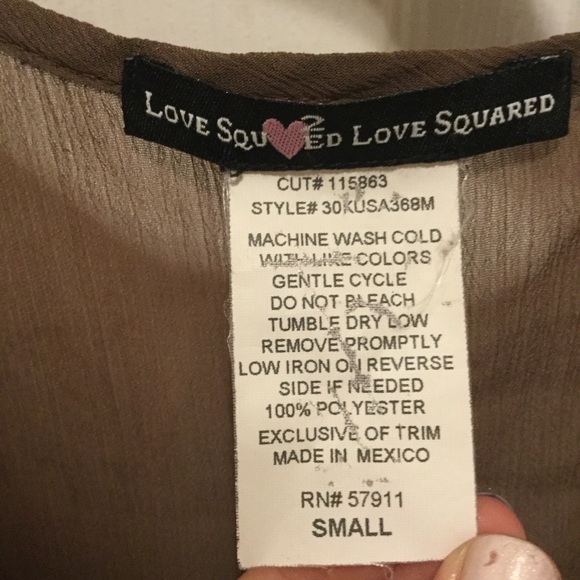 LOVE SQUARED LOVE SQUARED
CUT# 115863
STYLE# 30KUSA368M
MACHINE WASH COLD
WITH LIKE COLORS
GENTLE CYCLE
DO NOT BLEACH
TUMBLE DRY LOW
REMOVE PROMPTLY
LOW IRON ON REVERSE
SIDE IF NEEDED
100% POLYESTER
EXCLUSIVE OF TRIM
MADE IN MEXICO
RN# 57911
SMALL